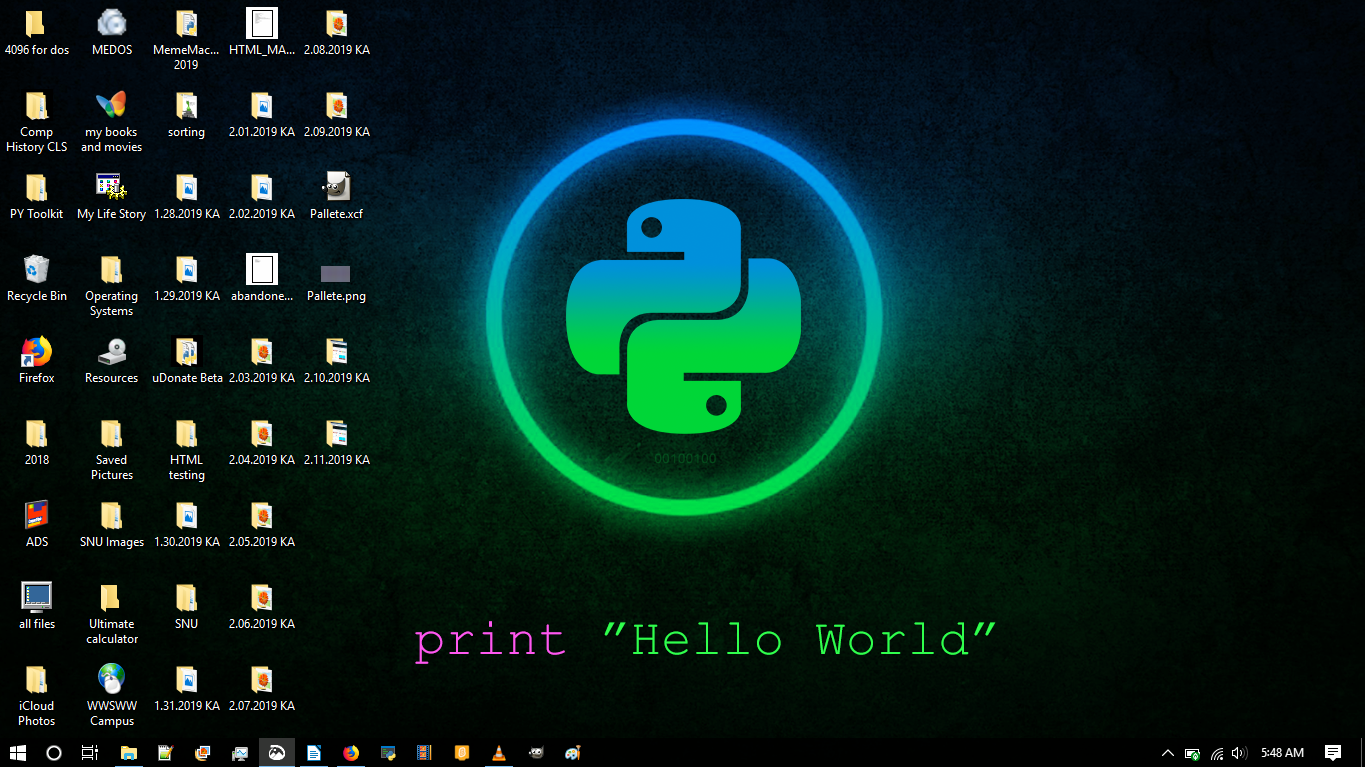 4096 for dos
MEDOS
MemeMac...
2019
HTML_MA...
2.08.2019 KA
Comp
History CLS
my books
and movies
sorting
2.01.2019 KA
2.09.2019 KA
PY Toolkit
My Life Story
1.28.2019 KA
2.02.2019 KA
Pallete.xcf
Recycle Bin
Operating
Systems
1.29.2019 KA
abandone...
Pallete.png
Firefox
Resources
uDonate Beta
2.03.2019 KA
2.10.2019 KA
2018
Saved
Pictures
HTML
testing
2.04.2019 KA
2.11.2019 KA
00100100
ADS
SNU Images
1.30.2019 KA
2.05.2019 KA
all files
Ultimate
calculator
SNU
2.06.2019 KA
print "Hello World"
iCloud
Photos
WWSWW
Campus
1.31.2019 KA
2.07.2019 KA
5:48 AM